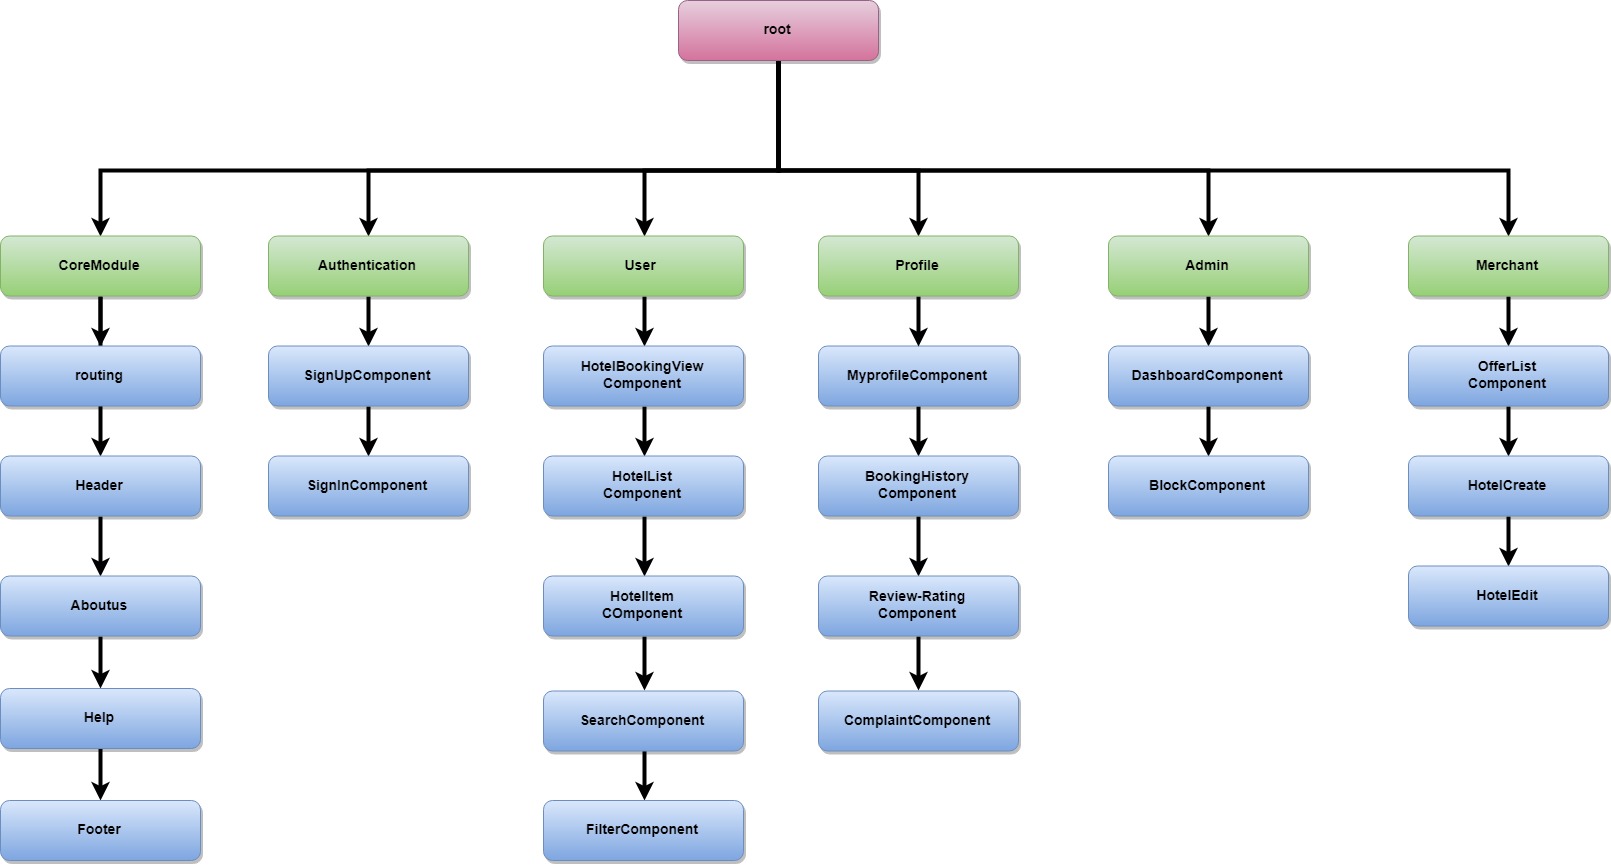 root
CoreModule
Authentication
User
Profile
Admin
Merchant
routing
SignUpComponent
HotelBookingView
Component
MyprofileComponent
DashboardComponent
OfferList
Component
Header
SignInComponent
HotelList
Component
BookingHistory
Component
BlockComponent
HotelCreate
Aboutus
HotelItem
COmponent
Review-Rating
Component
HotelEdit
Help
SearchComponent
ComplaintComponent
Footer
FilterComponent